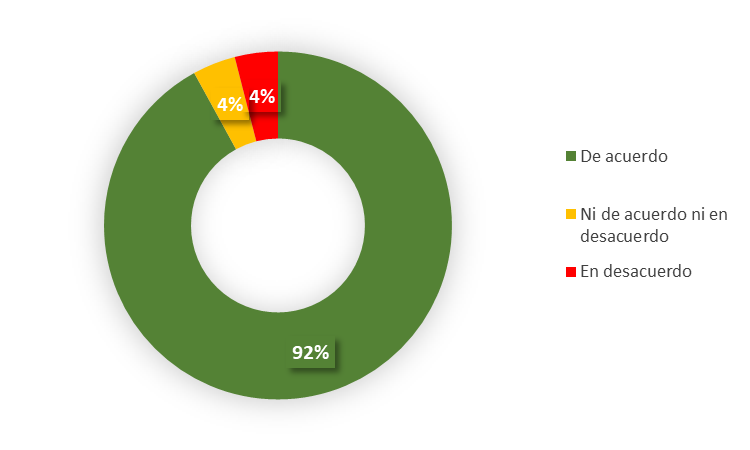 4%
4%
92%
De acuerdo
Ni de acuerdo ni en
desacuerdo
En desacuerdo